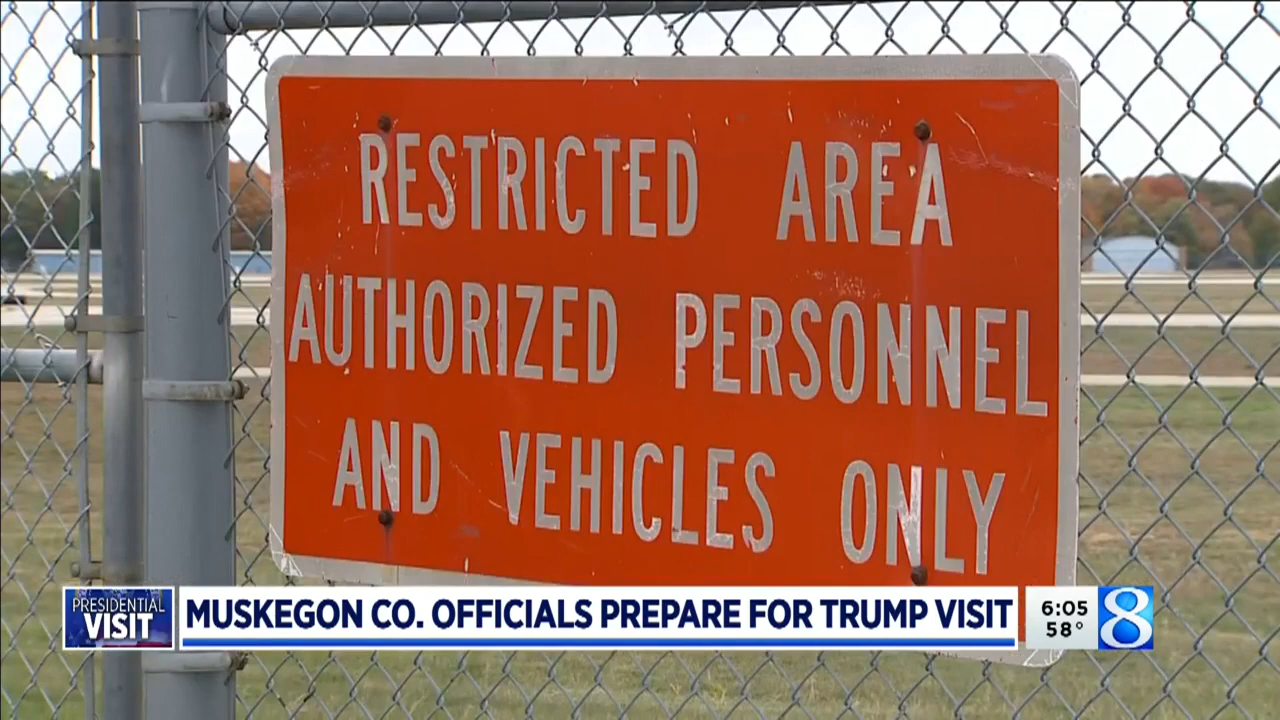 RESTRICTED AREA
AUTHORIZED PERSONNEL
AND VEHICLES ONLY
PRESIDENTIAL
VISIT
MUSKEGON CO. OFFICIALS PREPARE FOR TRUMP VISIT
6:05
58°
8